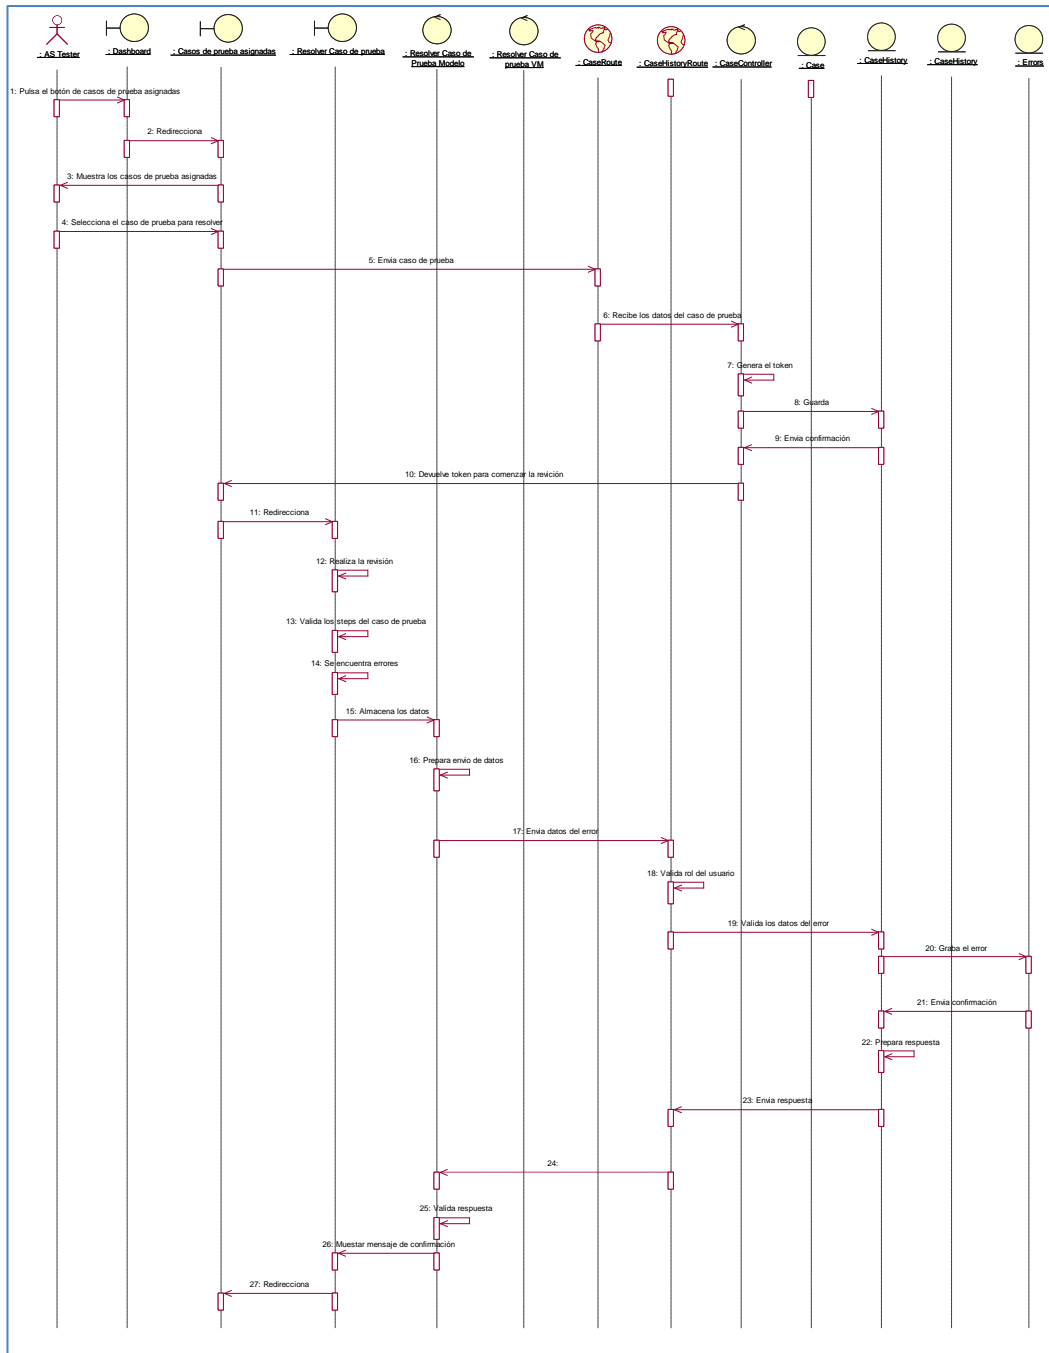 : AS Tester
: Dashboard
: Casos de prueba asignadas
: Resolver Caso de prueba
: Resolver Caso de
Prueba Modelo
: Resolver Caso de
prueba VM
: CaseRoute
: CaseHistoryRoute
: CaseController
: Case
: CaseHistory
: CaseHistory
: Errors
1: Pulsa el botón de casos de prueba asignadas
2: Redirecciona
3: Muestra los casos de prueba asignadas
4: Selecciona el caso de prueba para resolver
5: Envia caso de prueba
6: Recibe los datos del caso de prueba
7: Genera el token
8: Guarda
9: Envia confirmación
10: Devuelve token para comenzar la revición
11: Redirecciona
12: Realiza la revisión
13: Valida los steps del caso de prueba
14: Se encuentra errores
15: Almacena los datos
16: Prepara envio de datos
17: Envia datos del error
18: Valida rol del usuario
19: Valida los datos del error
20: Graba el error
21: Envia confirmación
22: Prepara respuesta
23: Envia respuesta
24:
25: Valida respuesta
26: Muestar mensaje de confirmación
27: Redirecciona